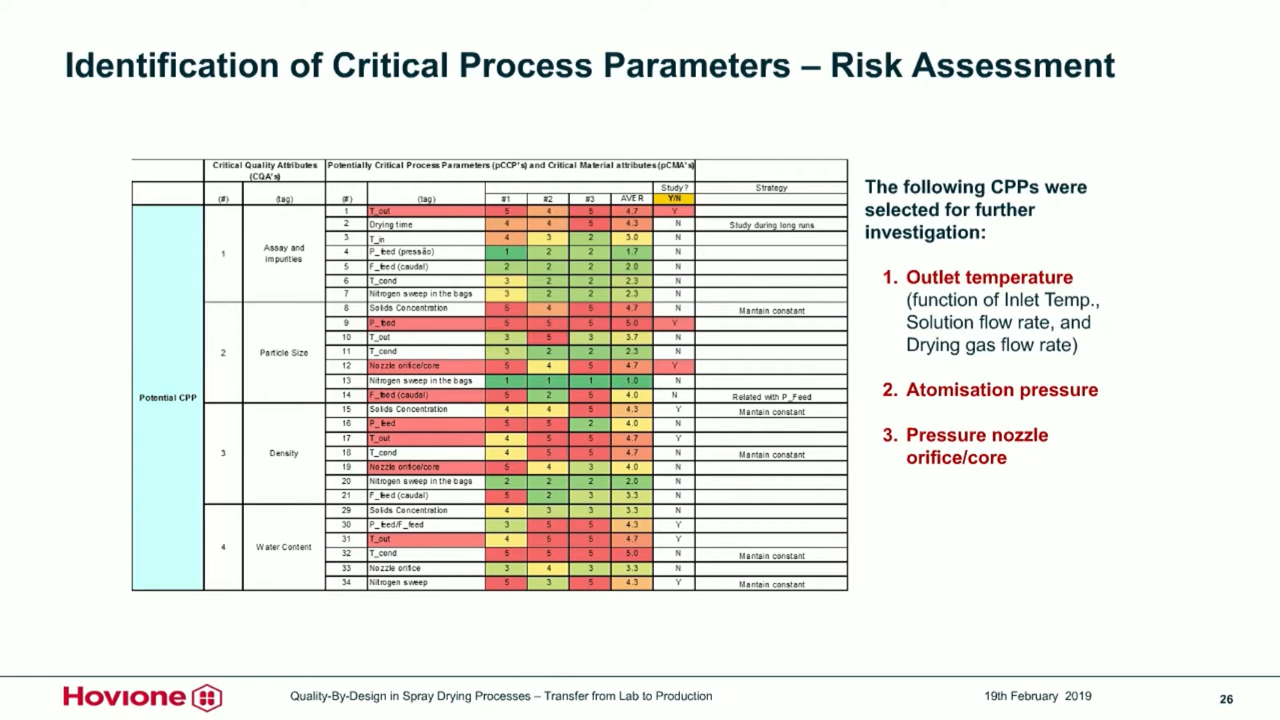 Identification of Critical Process Parameters – Risk Assessment
Critical Quality Attributes (CQA's) Potentially Critical Process Parameters (pCCP's) and Critical Material attributes (pCMA's)
Study? Strategy
(#) (tag) (#) (tag) #1 #2 #3 AVER Y/N
Potential CPP
1 Assay and impurities
1 T_out 5 4 5 4.7 Y
2 Drying time 4 4 5 4.3 N Study during long runs
3 T_in 4 3 2 3.0 N
4 P_feed (pressão) 1 2 2 1.7 N
5 F_feed (caudal) 2 2 2 2.0 N
6 T_cond 3 2 2 2.3 N
7 Nitrogen sweep in the bags 3 2 2 2.3 N
2 Particle Size
8 Solids Concentration 5 4 5 4.7 N Mantain constant
9 P_feed 5 5 5 5.0 Y
10 T_out 3 5 3 3.7 N
11 T_cond 3 2 2 2.3 N
12 Nozzle orifice/core 5 4 5 4.7 Y
13 Nitrogen sweep in the bags 1 1 1 1.0 N
14 F_feed (caudal) 5 2 5 4.0 N Related with P_Feed
3 Density
15 Solids Concentration 4 4 5 4.3 Y Mantain constant
16 P_feed 5 5 2 4.0 N
17 T_out 4 5 5 4.7 Y
18 T_cond 4 5 5 4.7 N Mantain constant
19 Nozzle orifice/core 5 4 3 4.0 N
20 Nitrogen sweep in the bags 2 2 2 2.0 N
21 F_feed (caudal) 5 2 3 3.3 N
4 Water Content
29 Solids Concentration 4 3 3 3.3 N
30 P_feed/F_feed 3 5 5 4.3 Y
31 T_out 4 5 5 4.7 Y
32 T_cond 5 5 5 5.0 N Mantain constant
33 Nozzle orifice 3 4 3 3.3 N
34 Nitrogen sweep 5 3 5 4.3 Y Mantain constant
The following CPPs were
selected for further
investigation:
1. Outlet temperature
(function of Inlet Temp.,
Solution flow rate, and
Drying gas flow rate)
2. Atomisation pressure
3. Pressure nozzle
orifice/core
Hovione
Quality-By-Design in Spray Drying Processes – Transfer from Lab to Production
19th February 2019
26